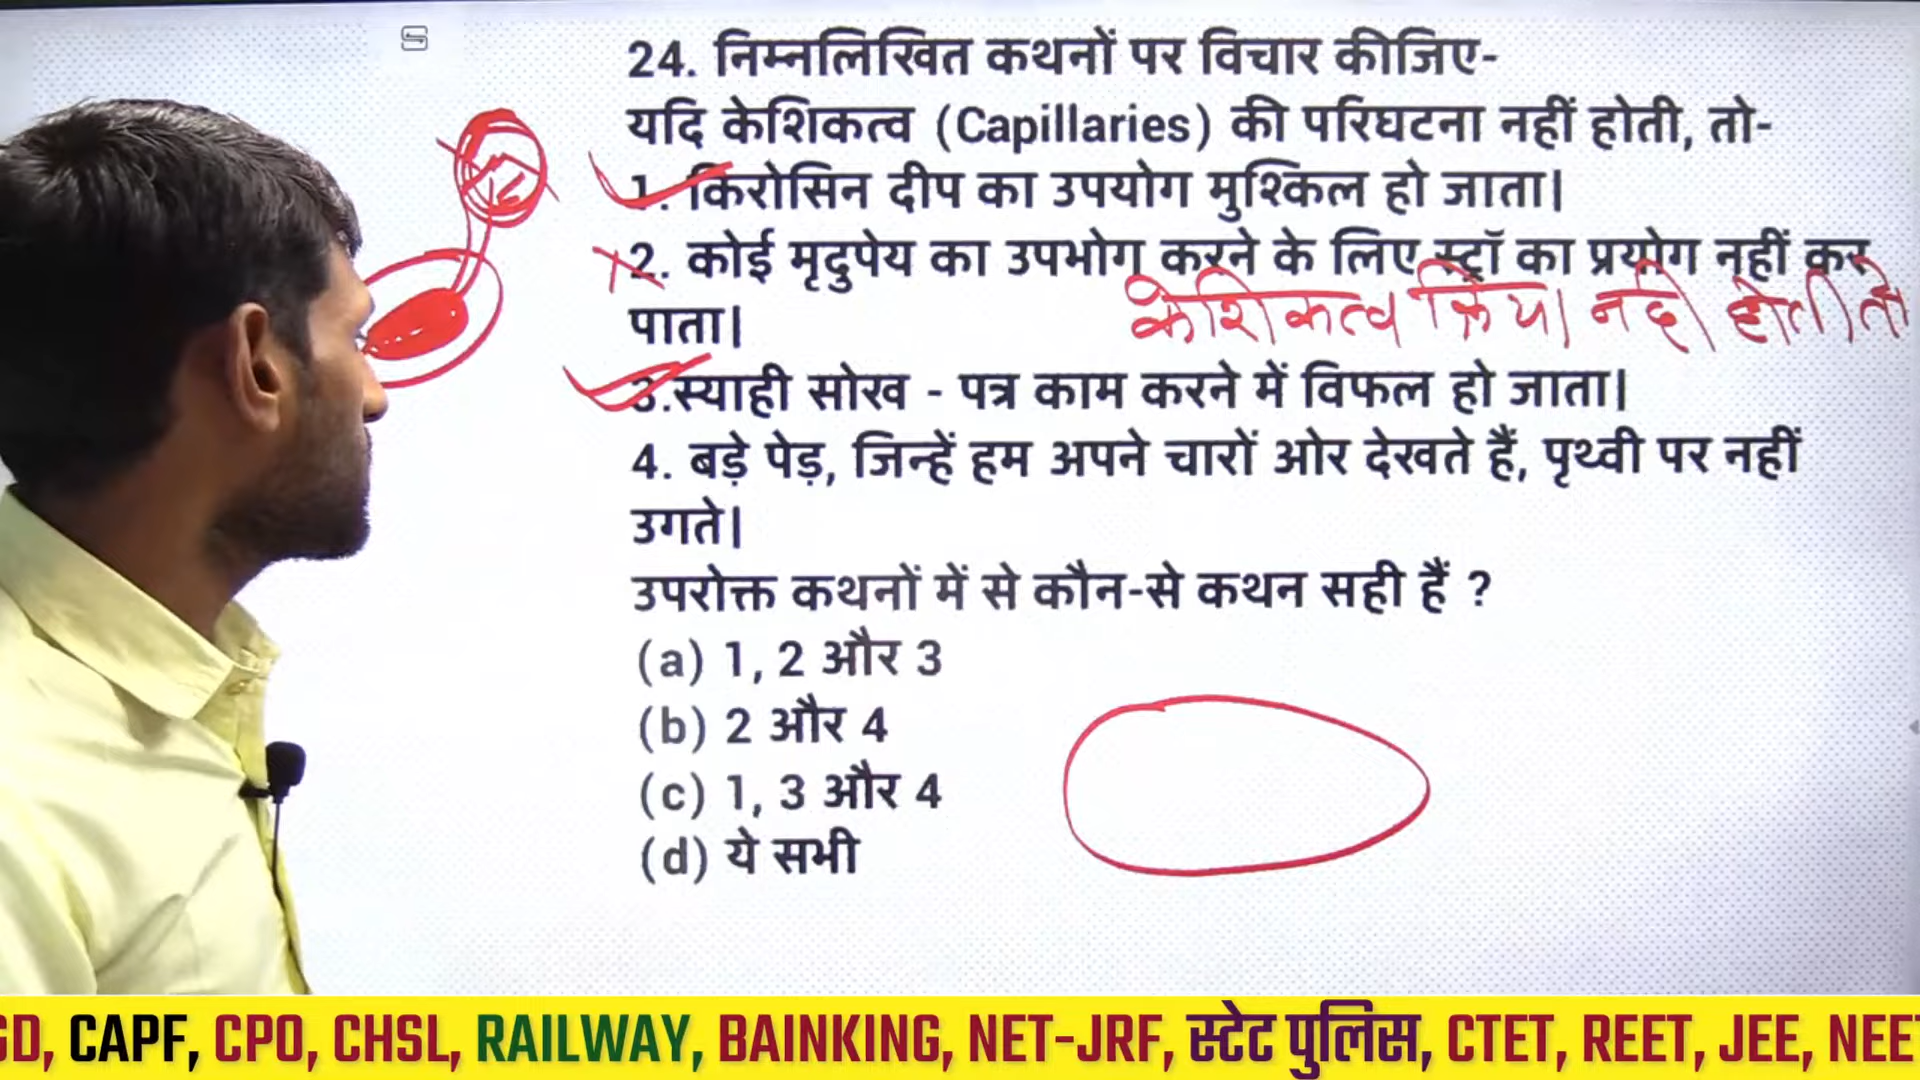 24. निम्नलिखित कथनों पर विचार कीजिए-
यदि केशिकत्व (Capillaries) की परिघटना नहीं होती, तो-
1. किरोसिन दीप का उपयोग मुश्किल हो जाता।
2. कोई मृदुपेय का उपभोग करने के लिए स्ट्रॉ का प्रयोग नहीं कर
पाता।
केशिकत्व क्रिया नही होती तो
3.स्याही सोख - पत्र काम करने में विफल हो जाता।
4. बड़े पेड़, जिन्हें हम अपने चारों ओर देखते हैं, पृथ्वी पर नहीं
उगते।
उपरोक्त कथनों में से कौन-से कथन सही हैं ?
(a) 1, 2 और 3
(b) 2 और 4
(c) 1, 3 और 4
(d) ये सभी
GD, CAPF, CPO, CHSL, RAILWAY, BAINKING, NET-JRF, स्टेट पुलिस, CTET, REET, JEE, NEET